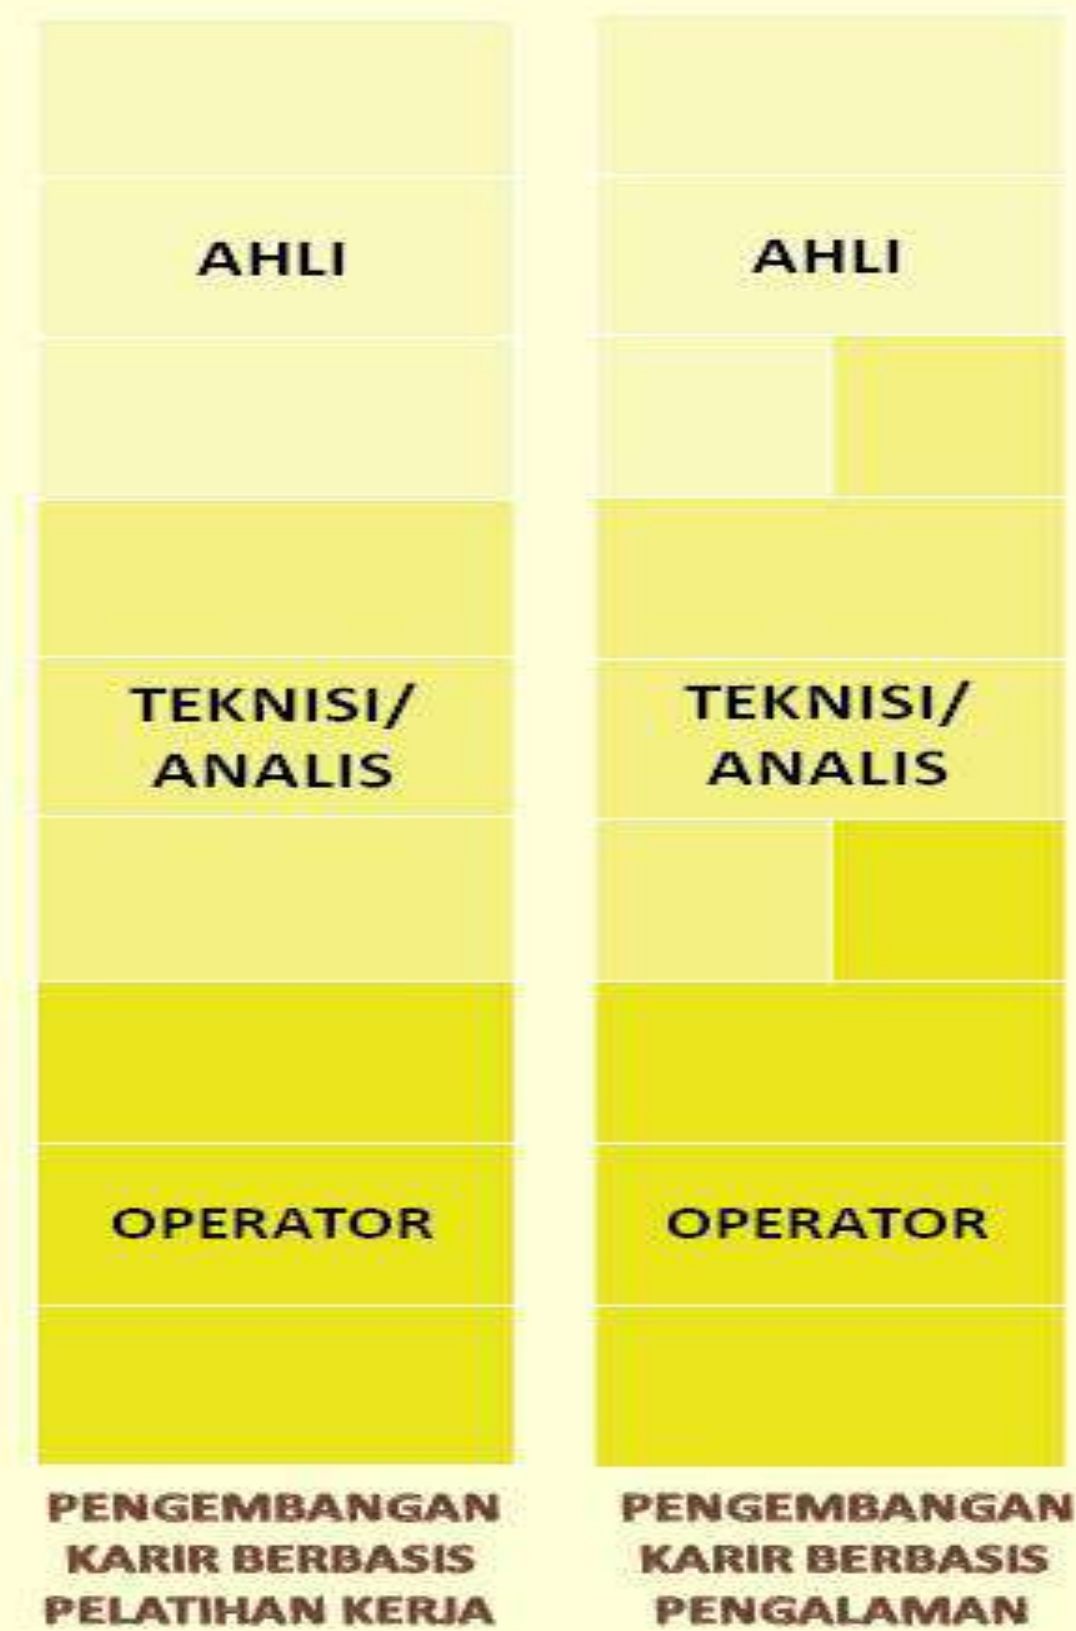 AHLI
TEKNISI/
ANALIS
OPERATOR
PENGEMBANGAN
KARIR BERBASIS
PELATIHAN KERJA
AHLI
TEKNISI/
ANALIS
OPERATOR
PENGEMBANGAN
KARIR BERBASIS
PENGALAMAN